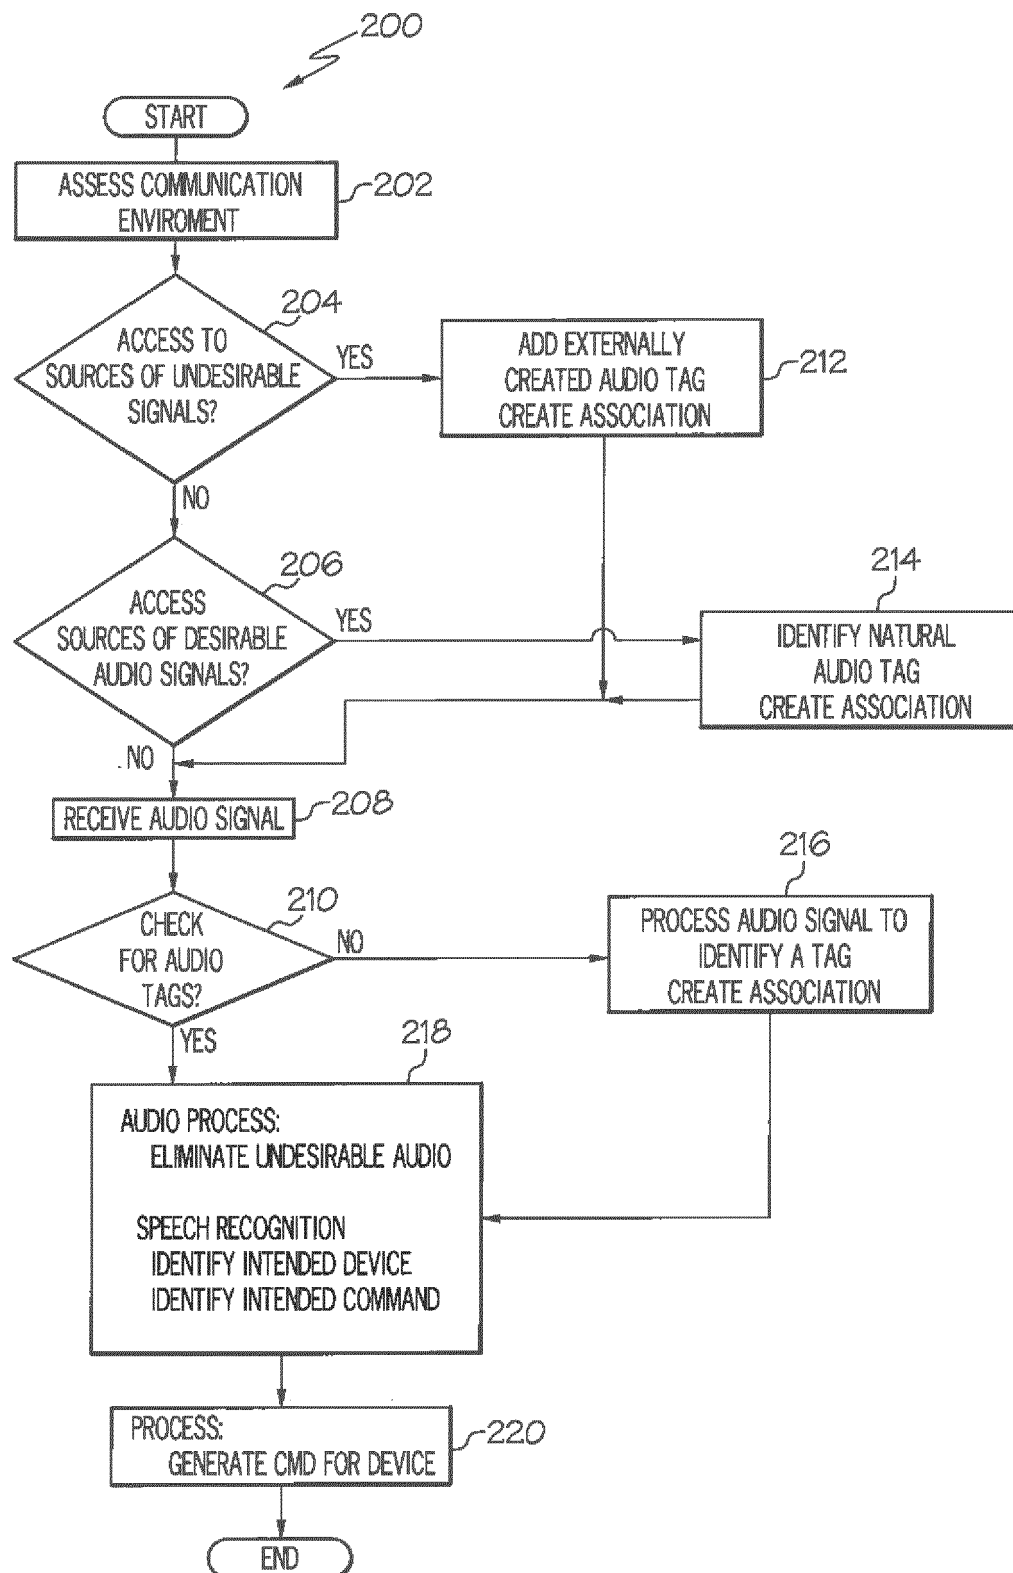 200
START
ASSESS COMMUNICATION
ENVIROMENT
202
204
ACCESS TO
SOURCES OF UNDESIRABLE
SIGNALS?
YES
ADD EXTERNALLY
CREATED AUDIO TAG
CREATE ASSOCIATION
212
NO
206
ACCESS
SOURCES OF DESIRABLE
AUDIO SIGNALS?
YES
214
IDENTIFY NATURAL
AUDIO TAG
CREATE ASSOCIATION
NO
RECEIVE AUDIO SIGNAL
208
210
CHECK
FOR AUDIO
TAGS?
NO
216
PROCESS AUDIO SIGNAL TO
IDENTIFY A TAG
CREATE ASSOCIATION
YES
218
AUDIO PROCESS:
ELIMINATE UNDESIRABLE AUDIO
SPEECH RECOGNITION
IDENTIFY INTENDED DEVICE
IDENTIFY INTENDED COMMAND
PROCESS:
GENERATE CMD FOR DEVICE
220
END